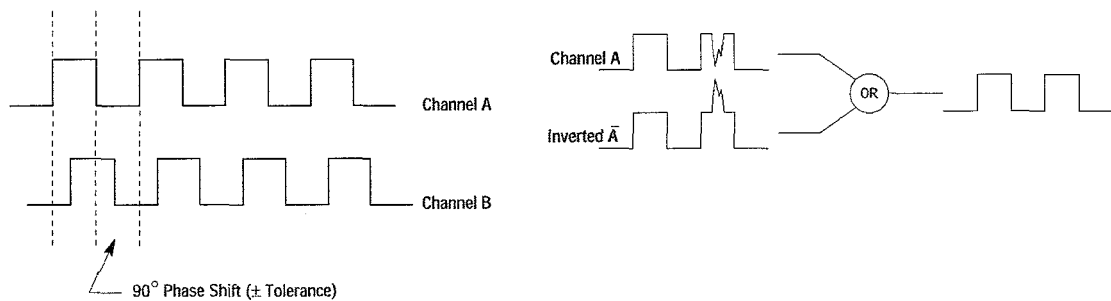 Channel A
Channel B
90° Phase Shift (± Tolerance)
Channel A
Inverted A̅
OR